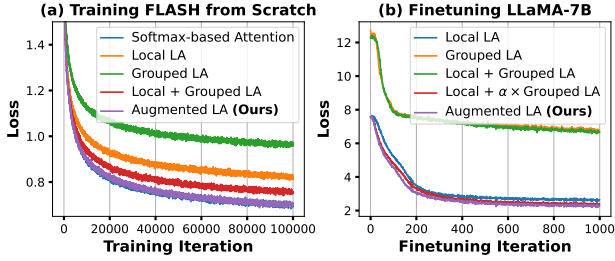 (a) Training FLASH from Scratch
Loss
1.4
1.2
1.0
0.8
Softmax-based Attention
Local LA
Grouped LA
Local + Grouped LA
Augmented LA (Ours)
0
20000
40000
60000
80000
100000
Training Iteration
(b) Finetuning LLaMA-7B
Loss
12
10
8
6
4
2
Local LA
Grouped LA
Local + Grouped LA
Local + α × Grouped LA
Augmented LA (Ours)
0
200
400
600
800
1000
Finetuning Iteration